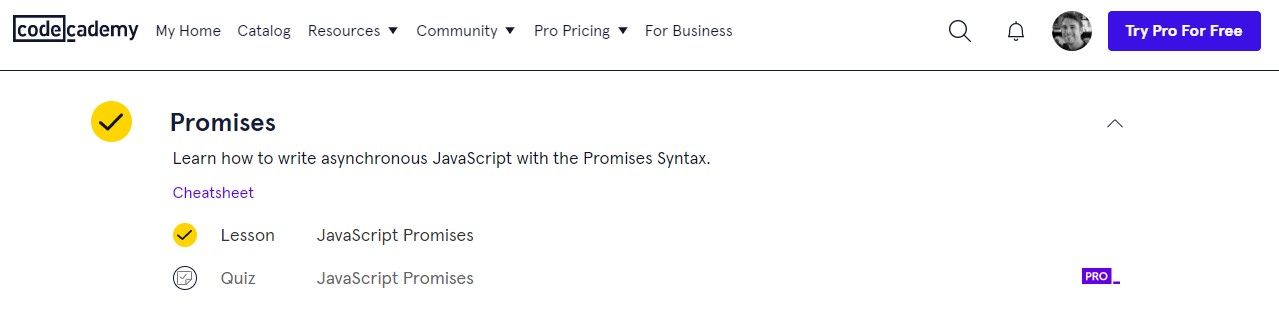 codecademy My Home Catalog Resources Community Pro Pricing For Business Try Pro For Free
Promises
Learn how to write asynchronous JavaScript with the Promises Syntax.
Cheatsheet
Lesson JavaScript Promises
Quiz JavaScript Promises PRO